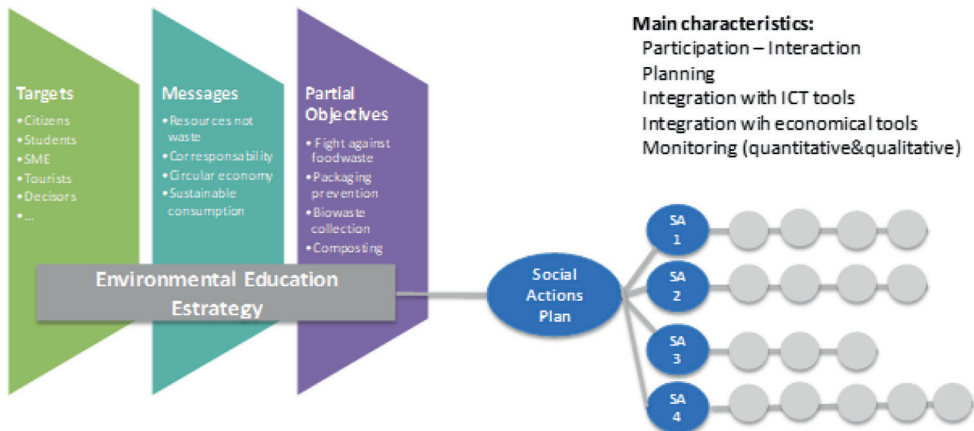 Targets
•Citizens
•Students
•SME
•Tourists
•Decisors
•...
Messages
•Resources not
waste
•Corresponsability
•Circular economy
•Sustainable
consumption
Partial
Objectives
• Fight against
foodwaste
• Packaging
prevention
• Biowaste
collection
• Composting
Environmental Education
Estrategy
Social
Actions
Plan
Main characteristics:
Participation – Interaction
Planning
Integration with ICT tools
Integration wih economical tools
Monitoring (quantitative&qualitative)
SA
1
SA
2
SA
3
SA
4